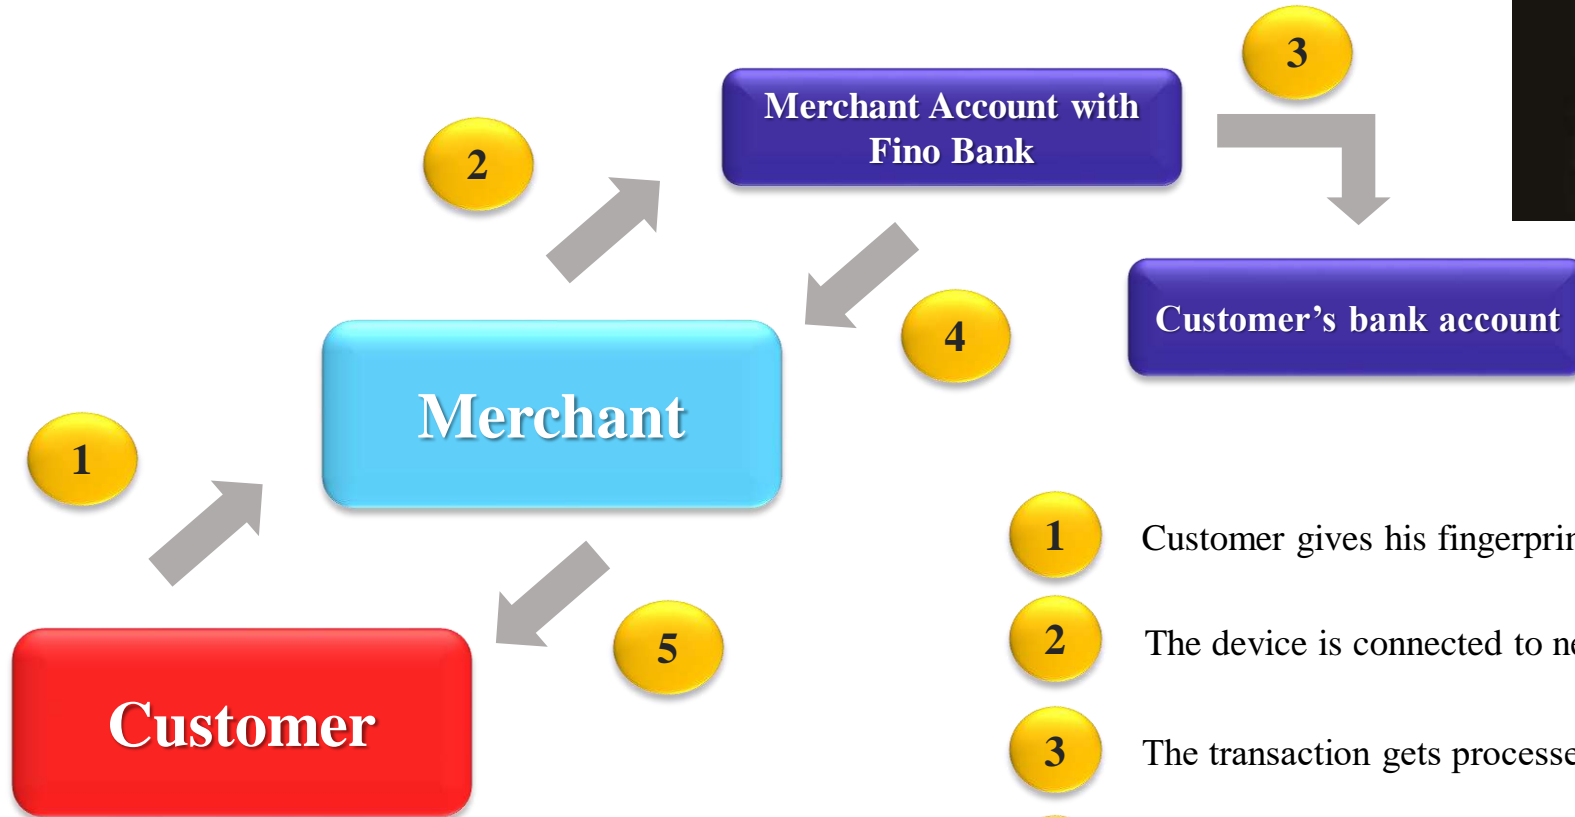 3
Merchant Account with
Fino Bank
2
Customer’s bank account
4
Merchant
1
1 Customer gives his
5
2 The device is connected to
Customer
3 The transaction gets